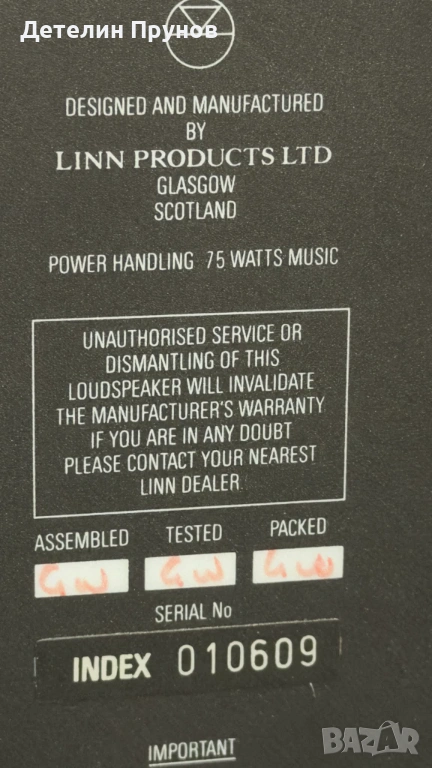 Детелин Прунов
DESIGNED AND MANUFACTURED
BY
LINN PRODUCTS LTD
GLASGOW
SCOTLAND
POWER HANDLING 75 WATTS MUSIC
UNAUTHORISED SERVICE OR
DISMANTLING OF THIS
LOUDSPEAKER WILL INVALIDATE
THE MANUFACTURER'S WARRANTY
IF YOU ARE IN ANY DOUBT
PLEASE CONTACT YOUR NEAREST
LINN DEALER.
ASSEMBLED TESTED PACKED
GW GW GW
SERIAL No
INDEX 010609
IMPORTANT
BAZAR